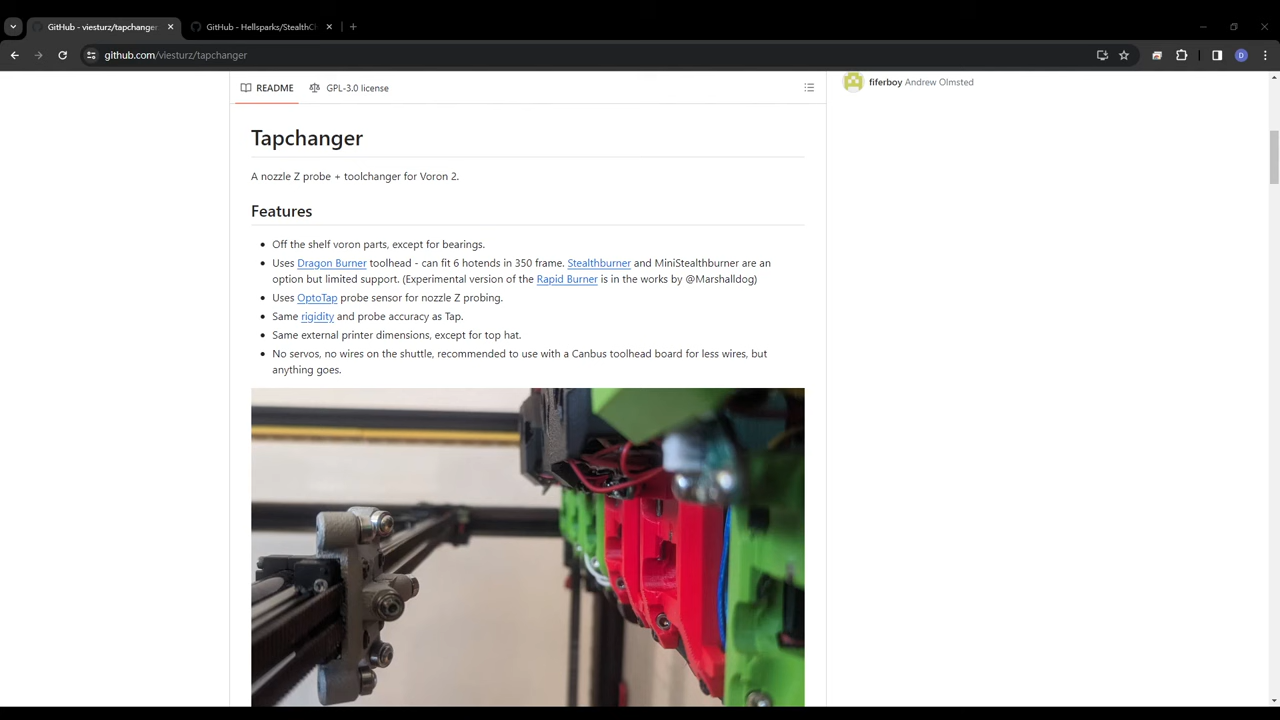 GitHub - viesturz/tapchanger
GitHub - Hellsparks/StealthCh
github.com/viesturz/tapchanger
D
README
GPL-3.0 license
fiferboy Andrew Olmsted
Tapchanger
A nozzle Z probe + toolchanger for Voron 2.
Features
Off the shelf voron parts, except for bearings.
Uses Dragon Burner toolhead - can fit 6 hotends in 350 frame. Stealthburner and MiniStealthburner are an
option but limited support. (Experimental version of the Rapid Burner is in the works by @Marshalldog)
Uses OptoTap probe sensor for nozzle Z probing.
Same rigidity and probe accuracy as Tap.
Same external printer dimensions, except for top hat.
No servos, no wires on the shuttle, recommended to use with a Canbus toolhead board for less wires, but
anything goes.